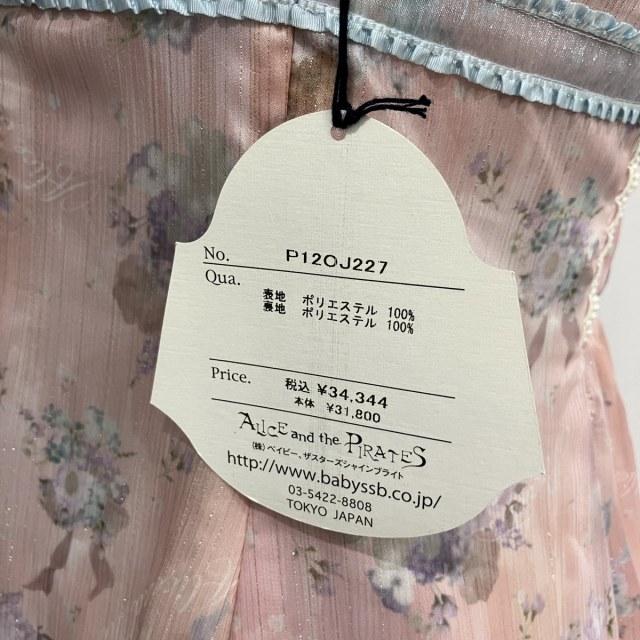 No. P12OJ227
Qua.
表地 ポリエステル 100%
裏地 ポリエステル 100%
Price. 税込 ¥34,344
本体 ¥31,800
ALICE and the PIRATES
(株)ベイビー、ザスターズシャインブライト
http://www.babyssb.co.jp/
03-5422-8808
TOKYO JAPAN